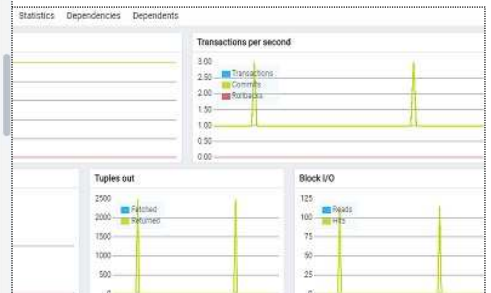 Statistics Dependencies Dependents
Transactions per second
3.00
2.50
2.00
1.50
1.00
0.50
0.00
Transactions
Commits
Rollbacks
Tuples out
2500
2000
1500
1000
500
0
Fetched
Returned
Block I/O
125
100
75
50
25
Reads
Hits